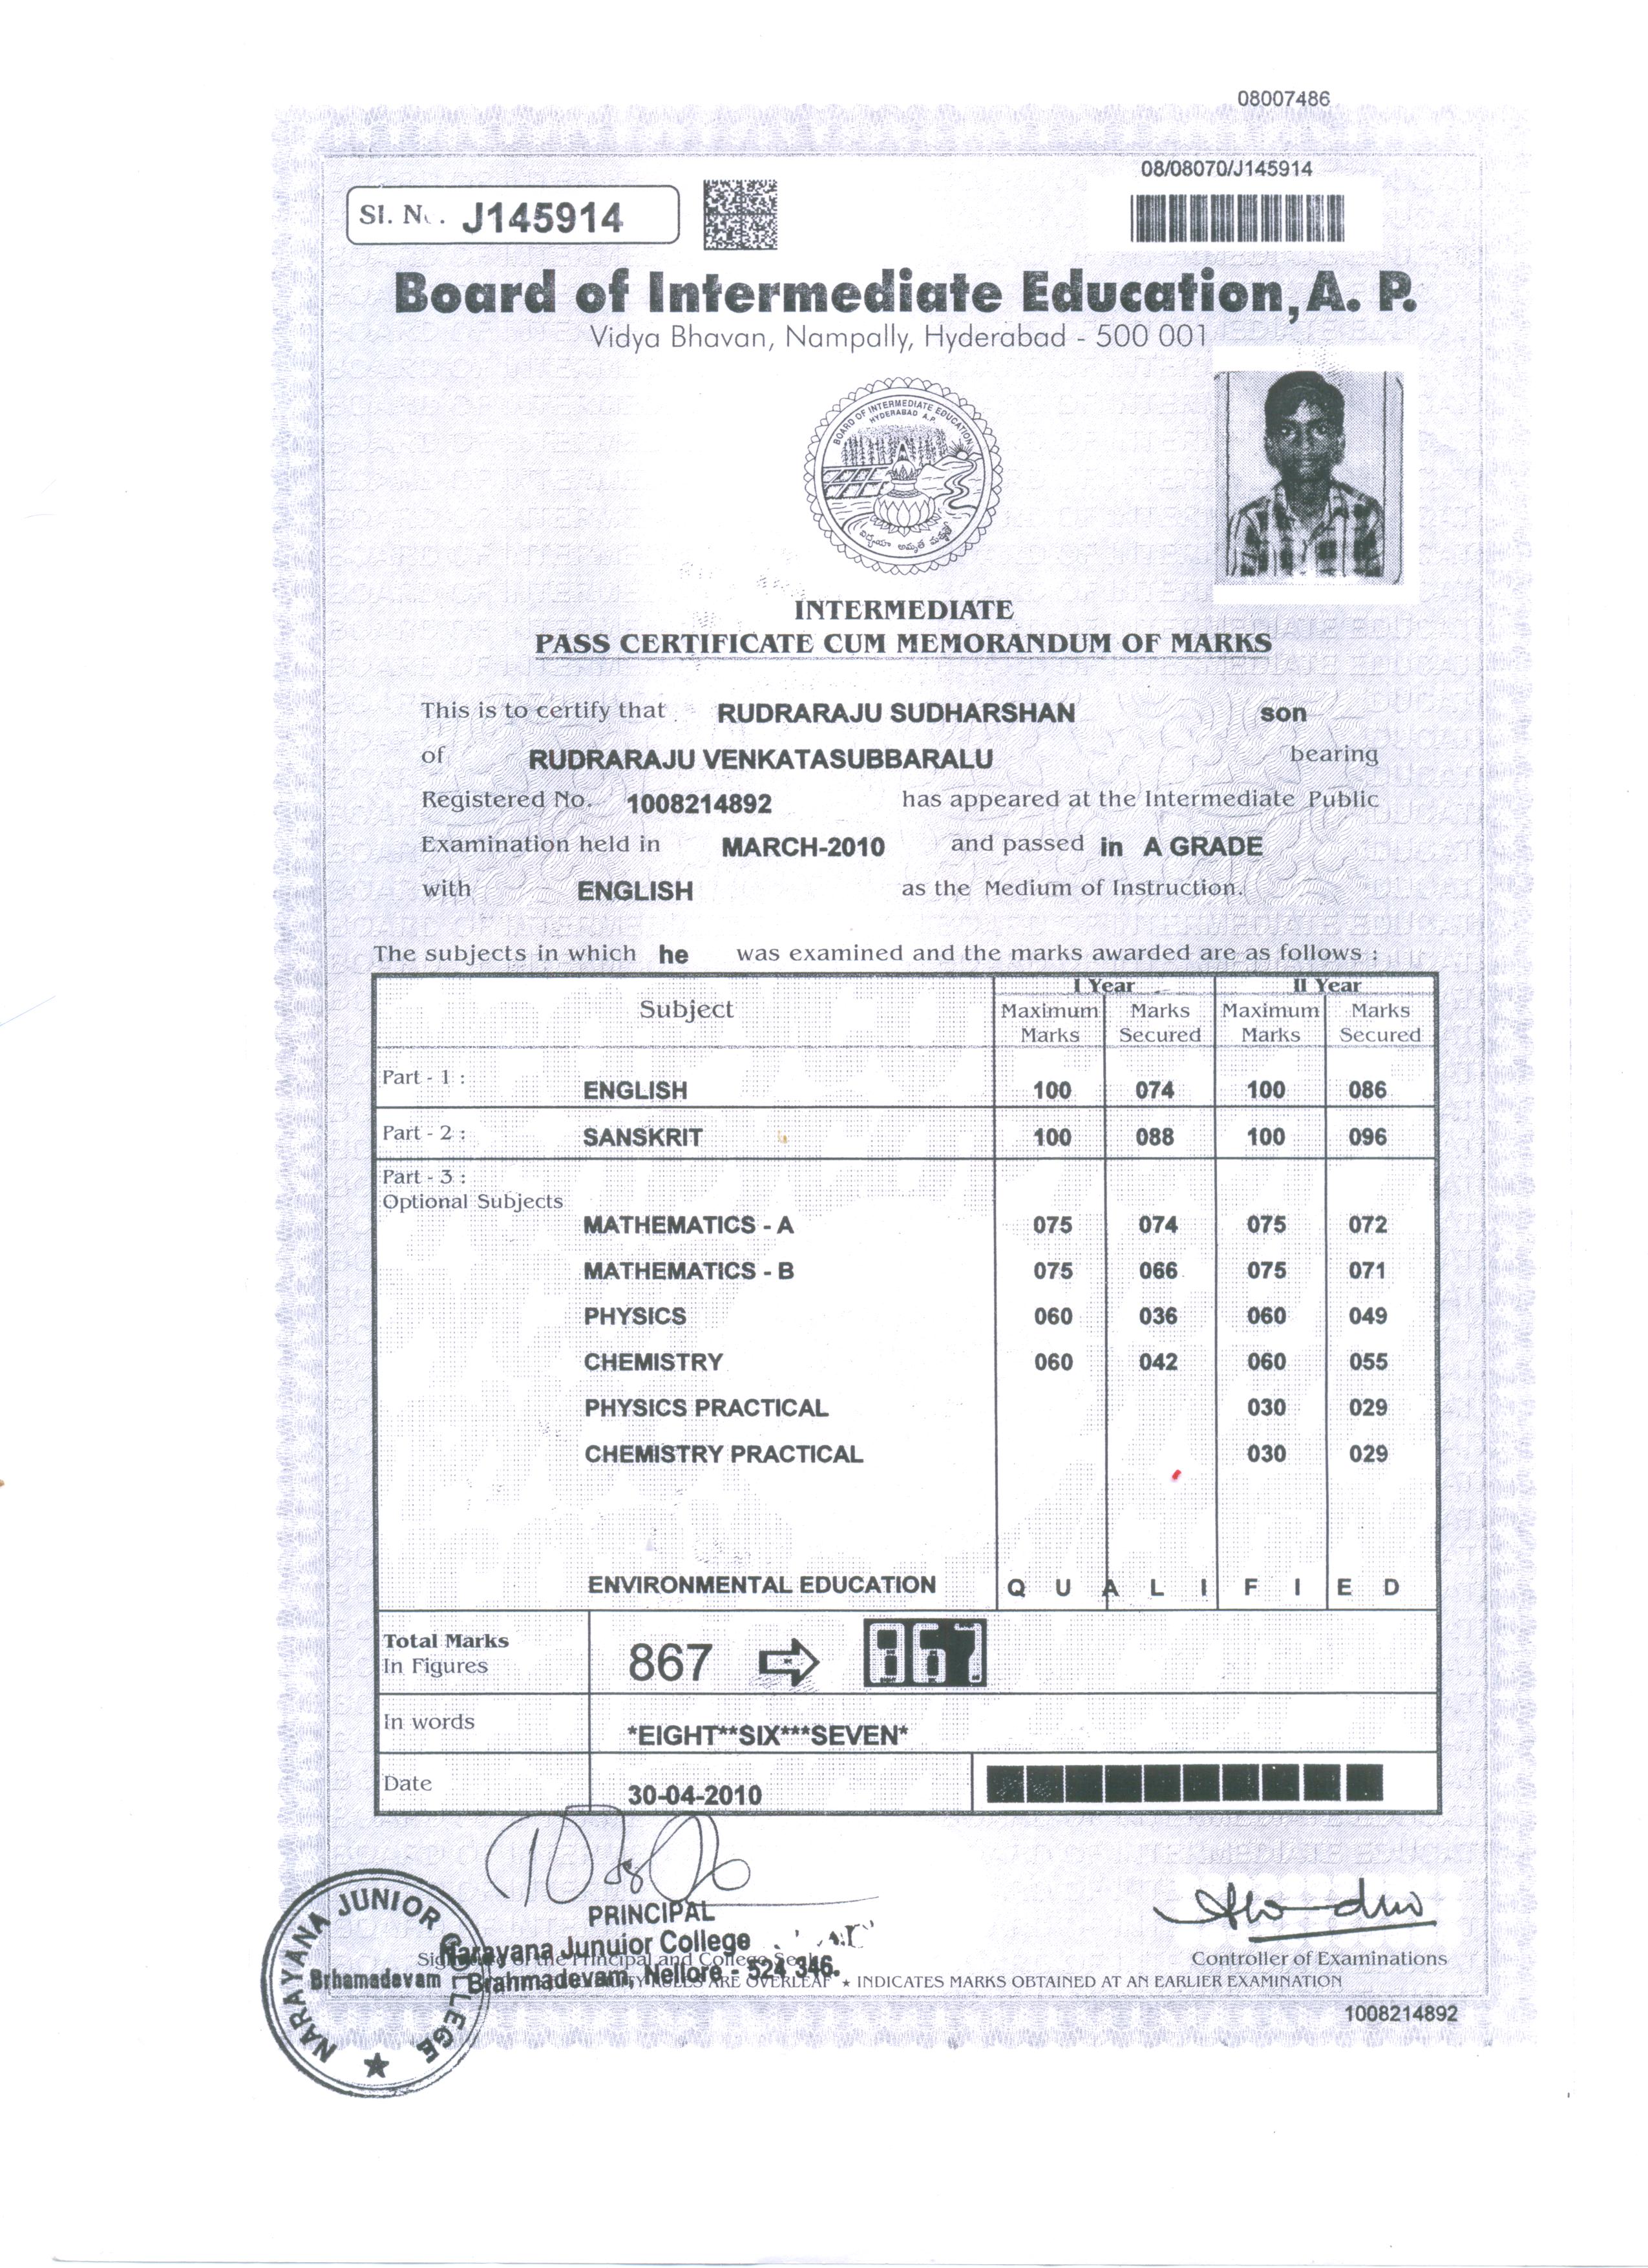 08007486
08/08070/J145914
Sl. No. J145914
Board of Intermediate Education, A. P.
Vidya Bhavan, Nampally, Hyderabad - 500 001
BOARD OF INTERMEDIATE EDUCATION
HYDERABAD A.P.
INTERMEDIATE
PASS CERTIFICATE CUM MEMORANDUM OF MARKS
This is to certify that RUDRARAJU SUDHARSHAN son
of RUDRARAJU VENKATASUBBARALU bearing
Registered No. 1008214892 has appeared at the Intermediate Public
Examination held in MARCH-2010 and passed in A GRADE
with ENGLISH as the Medium of Instruction.
The subjects in which he was examined and the marks awarded are as follows :
Subject I Year II Year
Maximum Marks Marks Secured Maximum Marks Marks Secured
Part - 1 : ENGLISH 100 074 100 086
Part - 2 : SANSKRIT 100 088 100 096
Part - 3 :
Optional Subjects
MATHEMATICS - A 075 074 075 072
MATHEMATICS - B 075 066 075 071
PHYSICS 060 036 060 049
CHEMISTRY 060 042 060 055
PHYSICS PRACTICAL 030 029
CHEMISTRY PRACTICAL 030 029
ENVIRONMENTAL EDUCATION Q U A L I F I E D
Total Marks
In Figures 867 867
In words *EIGHT**SIX***SEVEN*
Date 30-04-2010
PRINCIPAL
Narayana Junuior College
Brahmadevam, Nellore - 524 346.
NARAYANA JUNIOR COLLEGE
Brhamadevam
Signature of the Principal and College Seal
Controller of Examinations
ARE OVERLEAF * INDICATES MARKS OBTAINED AT AN EARLIER EXAMINATION
1008214892